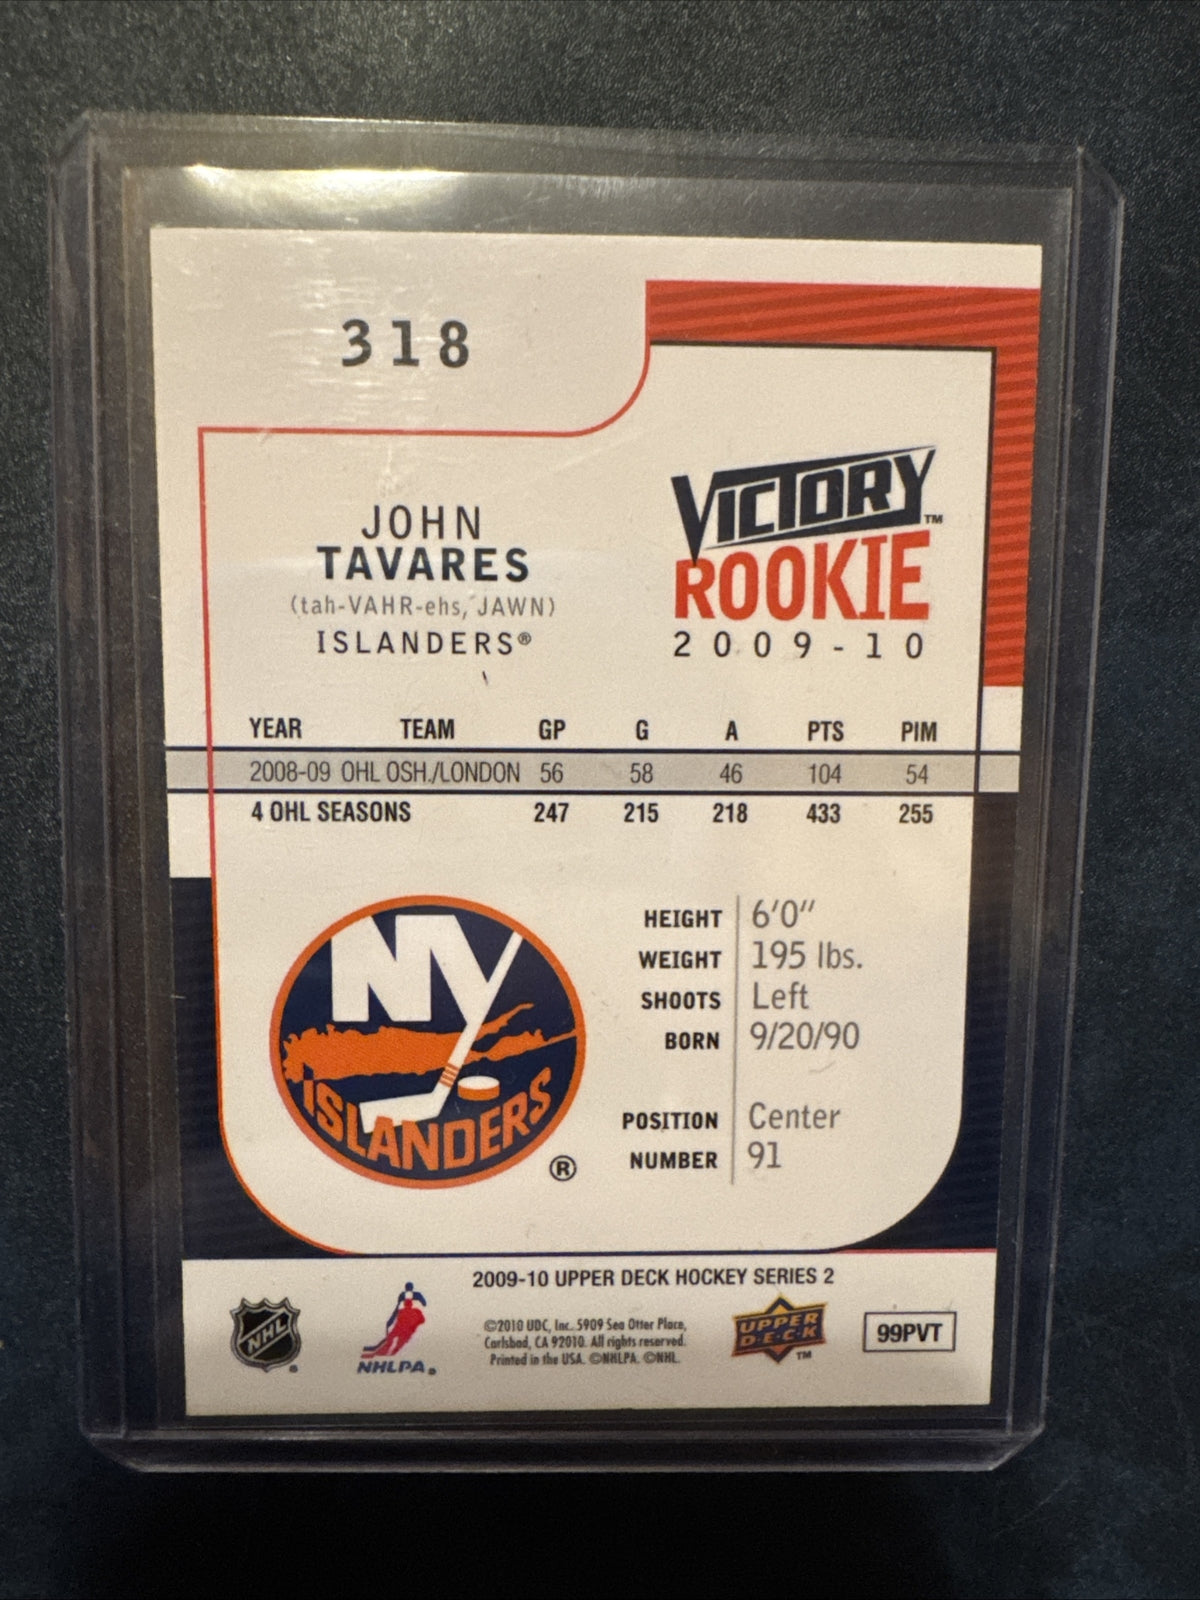 318
VICTORY™
ROOKIE
2009-10
JOHN
TAVARES
(tah-VAHR-ehs, JAWN)
ISLANDERS®
YEAR TEAM GP G A PTS PIM
2008-09 OHL OSH./LONDON 56 58 46 104 54
4 OHL SEASONS 247 215 218 433 255
NY
ISLANDERS
®
HEIGHT 6'0"
WEIGHT 195 lbs.
SHOOTS Left
BORN 9/20/90
POSITION Center
NUMBER 91
2009-10 UPPER DECK HOCKEY SERIES 2
NHL®
NHLPA®
©2010 UDC, Inc. 5909 Sea Otter Place,
Carlsbad, CA 92010. All rights reserved.
Printed in the USA. ©NHLPA. ©NHL.
UPPER
D·E·C·K™
99PVT